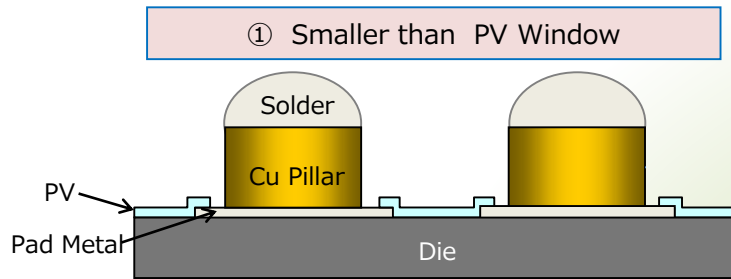 ① Smaller than PV Window
Solder
Cu Pillar
PV
Pad Metal
Die